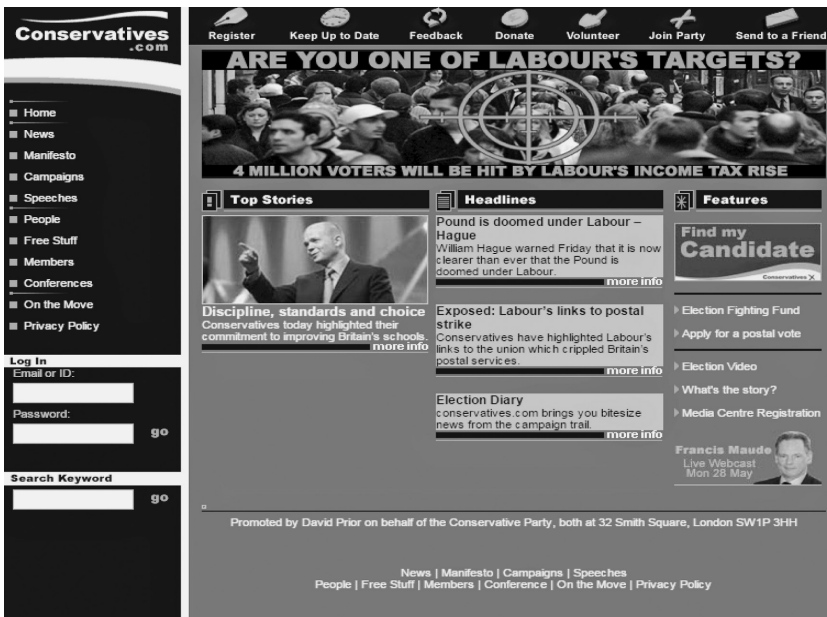 Conservatives
.com
Register
Keep Up to Date
Feedback
Donate
Volunteer
Join Party
Send to a Friend
ARE YOU ONE OF LABOUR'S TARGETS?
4 MILLION VOTERS WILL BE HIT BY LABOUR'S INCOME TAX RISE
Home
News
Manifesto
Campaigns
Speeches
People
Free Stuff
Members
Conferences
On the Move
Privacy Policy
Log In
Email or ID:
Password:
go
Search Keyword
go
Top Stories
Discipline, standards and choice
Conservatives today highlighted their
commitment to improving Britain's schools.
more info
Headlines
Pound is doomed under Labour –
Hague
William Hague warned Friday that it is now
clearer than ever that the Pound is
doomed under Labour.
more info
Exposed: Labour's links to postal
strike
Conservatives have highlighted Labour's
links to the union which crippled Britain's
postal services.
more info
Election Diary
conservatives.com brings you bitesize
news from the campaign trail.
more info
Features
Find my
Candidate
Conservatives
Election Fighting Fund
Apply for a postal vote
Election Video
What's the story?
Media Centre Registration
Francis Maude
Live Webcast
Mon 28 May
Promoted by David Prior on behalf of the Conservative Party, both at 32 Smith Square, London SW1P 3HH
News | Manifesto | Campaigns | Speeches
People | Free Stuff | Members | Conference | On the Move | Privacy Policy